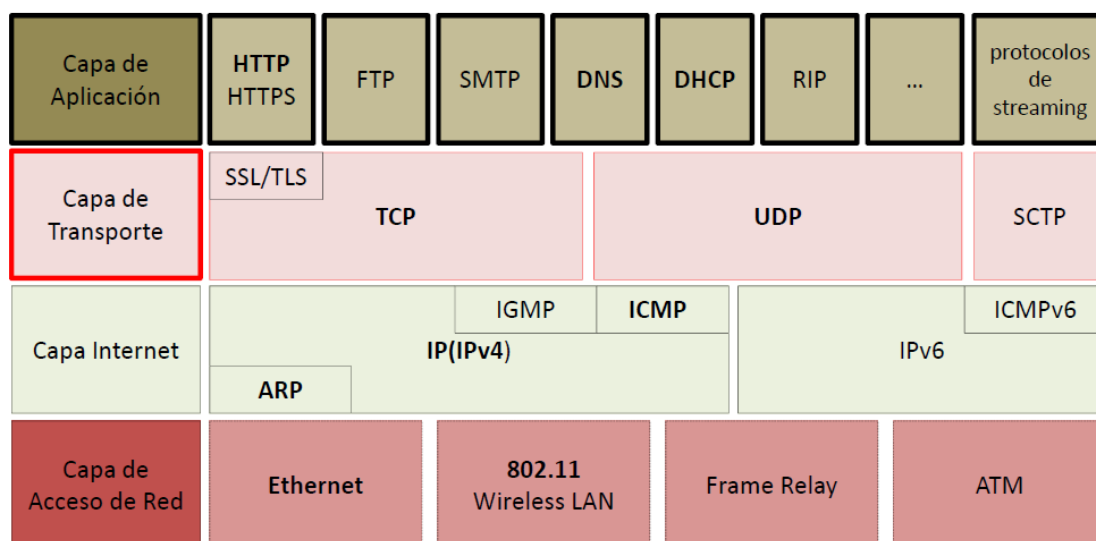 Capa de
Aplicación
HTTP
HTTPS
FTP
SMTP
DNS
DHCP
RIP
...
protocolos
de
streaming
Capa de
Transporte
SSL/TLS
TCP
UDP
SCTP
Capa Internet
IGMP
ICMP
IP(IPv4)
ARP
ICMPv6
IPv6
Capa de
Acceso de Red
Ethernet
802.11
Wireless LAN
Frame Relay
ATM